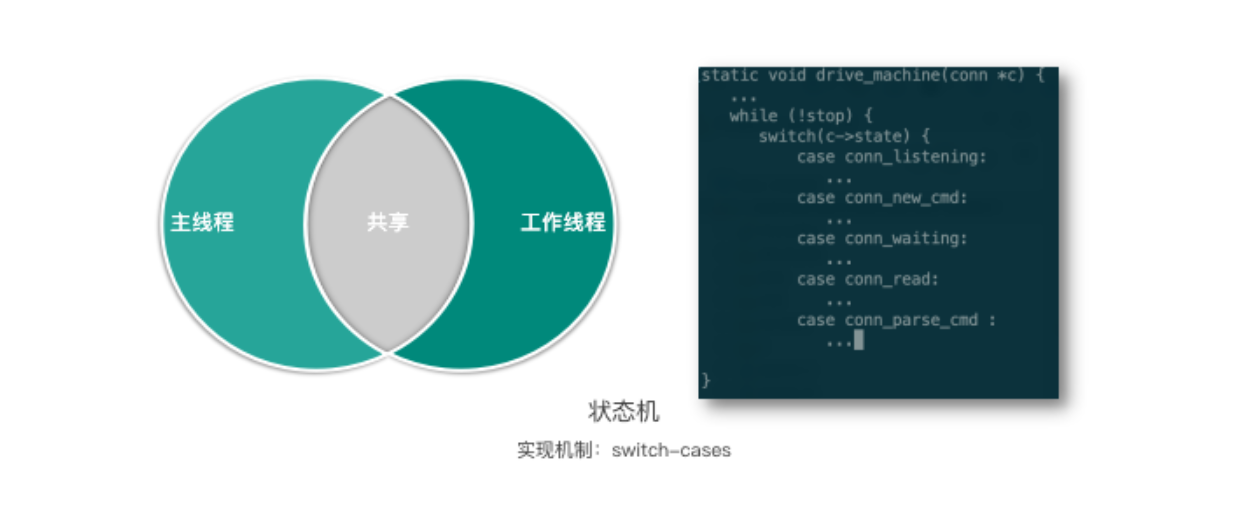 主线程
共享
工作线程
static void drive_machine(conn *c) {
...
while (!stop) {
switch(c->state) {
case conn_listening:
...
case conn_new_cmd:
...
case conn_waiting:
...
case conn_read:
...
case conn_parse_cmd :
...
}
状态机
实现机制：switch-cases